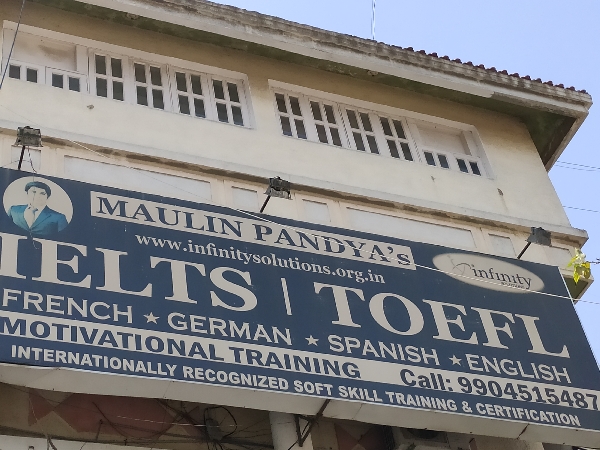 MAULIN PANDYA's
www.infinitysolutions.org.in
infinity
IELTS | TOEFL
FRENCH ★ GERMAN ★ SPANISH ★ ENGLISH
MOTIVATIONAL TRAINING
Call: 9904515487
INTERNATIONALLY RECOGNIZED SOFT SKILL TRAINING & CERTIFICATION